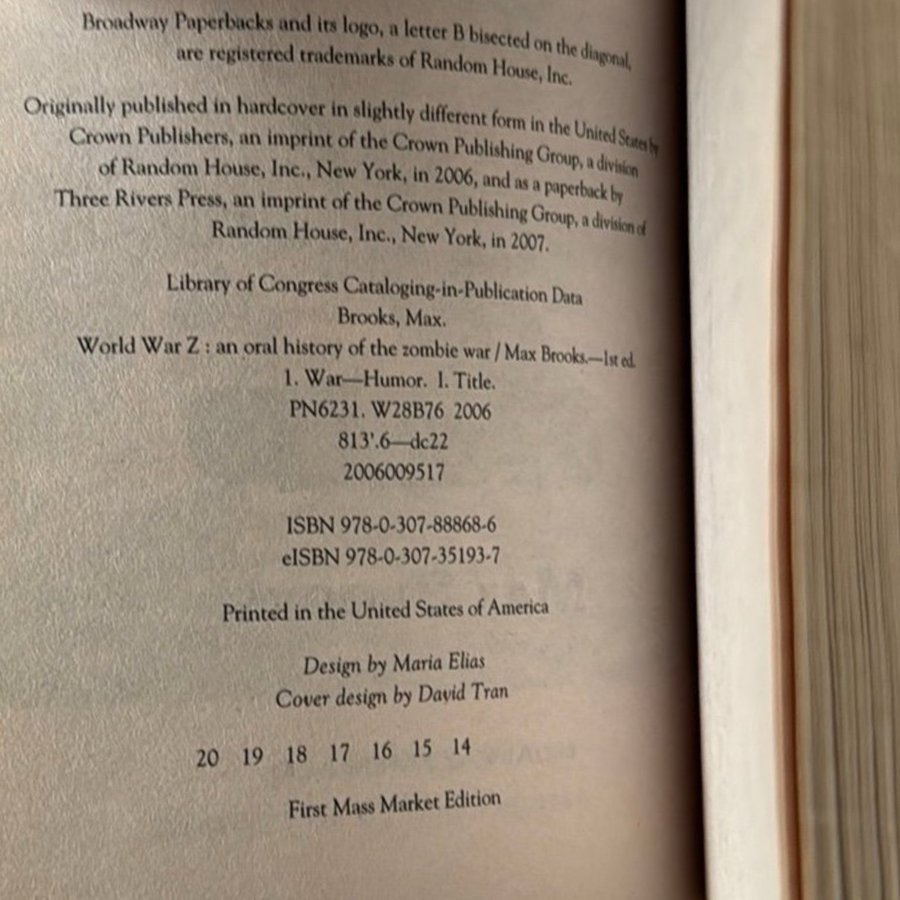 Broadway Paperbacks and its logo, a letter B bisected on the diagonal,
are registered trademarks of Random House, Inc.
Originally published in hardcover in slightly different form in the United States by
Crown Publishers, an imprint of the Crown Publishing Group, a division
of Random House, Inc., New York, in 2006, and as a paperback by
Three Rivers Press, an imprint of the Crown Publishing Group, a division of
Random House, Inc., New York, in 2007.
Library of Congress Cataloging-in-Publication Data
Brooks, Max.
World War Z : an oral history of the zombie war / Max Brooks.—1st ed.
1. War—Humor. I. Title.
PN6231. W28B76 2006
813'.6—dc22
2006009517
ISBN 978-0-307-88868-6
eISBN 978-0-307-35193-7
Printed in the United States of America
Design by Maria Elias
Cover design by David Tran
20 19 18 17 16 15 14
First Mass Market Edition